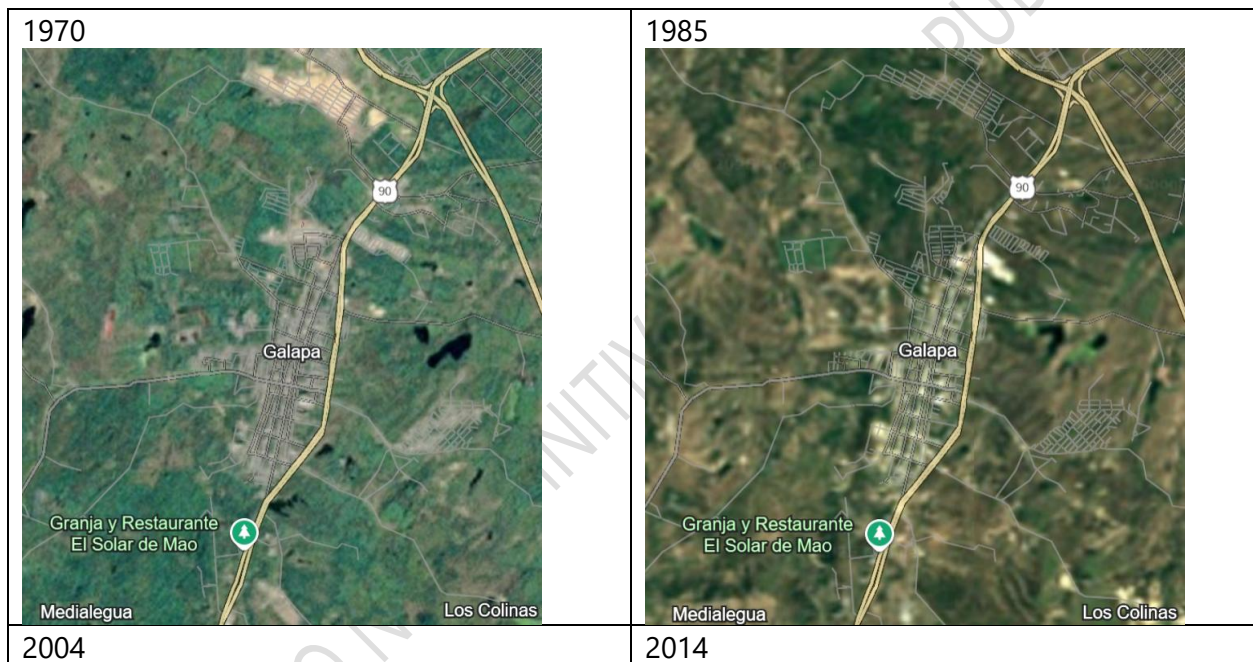 1970
90
Galapa
Granja y Restaurante
El Solar de Mao
Medialegua
Los Colinas
1985
90
Galapa
Granja y Restaurante
El Solar de Mao
Medialegua
Los Colinas
2004
2014